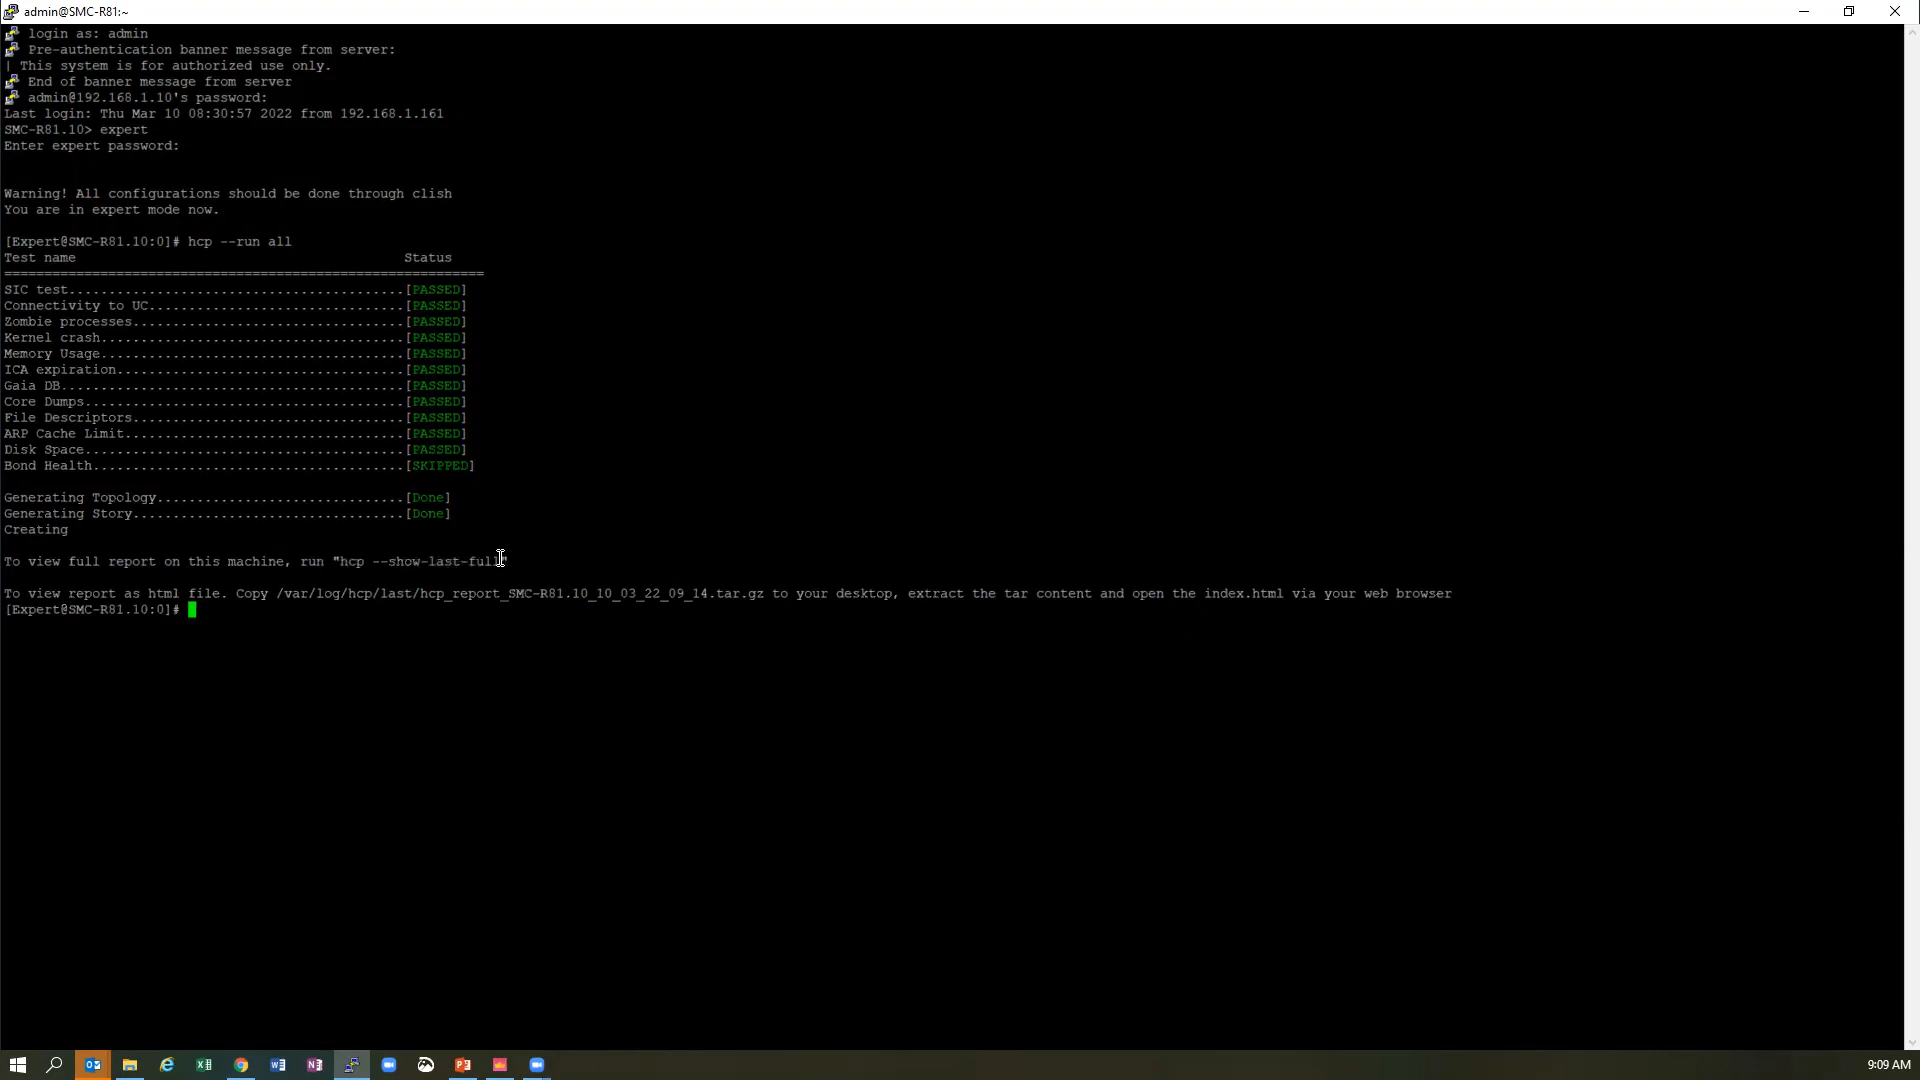 admin@SMC-R81:~
login as: admin
Pre-authentication banner message from server:
| This system is for authorized use only.
End of banner message from server
admin@192.168.1.10's password:
Last login: Thu Mar 10 08:30:57 2022 from 192.168.1.161
SMC-R81.10> expert
Enter expert password:
Warning! All configurations should be done through clish
You are in expert mode now.
[Expert@SMC-R81.10:0]# hcp --run all
Test name Status
============================================================
SIC test..........................................[PASSED]
Connectivity to UC................................[PASSED]
Zombie processes..................................[PASSED]
Kernel crash......................................[PASSED]
Memory Usage......................................[PASSED]
ICA expiration....................................[PASSED]
Gaia DB...........................................[PASSED]
Core Dumps........................................[PASSED]
File Descriptors..................................[PASSED]
ARP Cache Limit...................................[PASSED]
Disk Space........................................[PASSED]
Bond Health.......................................[SKIPPED]
Generating Topology...............................[Done]
Generating Story..................................[Done]
Creating
To view full report on this machine, run "hcp --show-last-full"
To view report as html file. Copy /var/log/hcp/last/hcp_report_SMC-R81.10_10_03_22_09_14.tar.gz to your desktop, extract the tar content and open the index.html via your web browser
[Expert@SMC-R81.10:0]#
9:09 AM